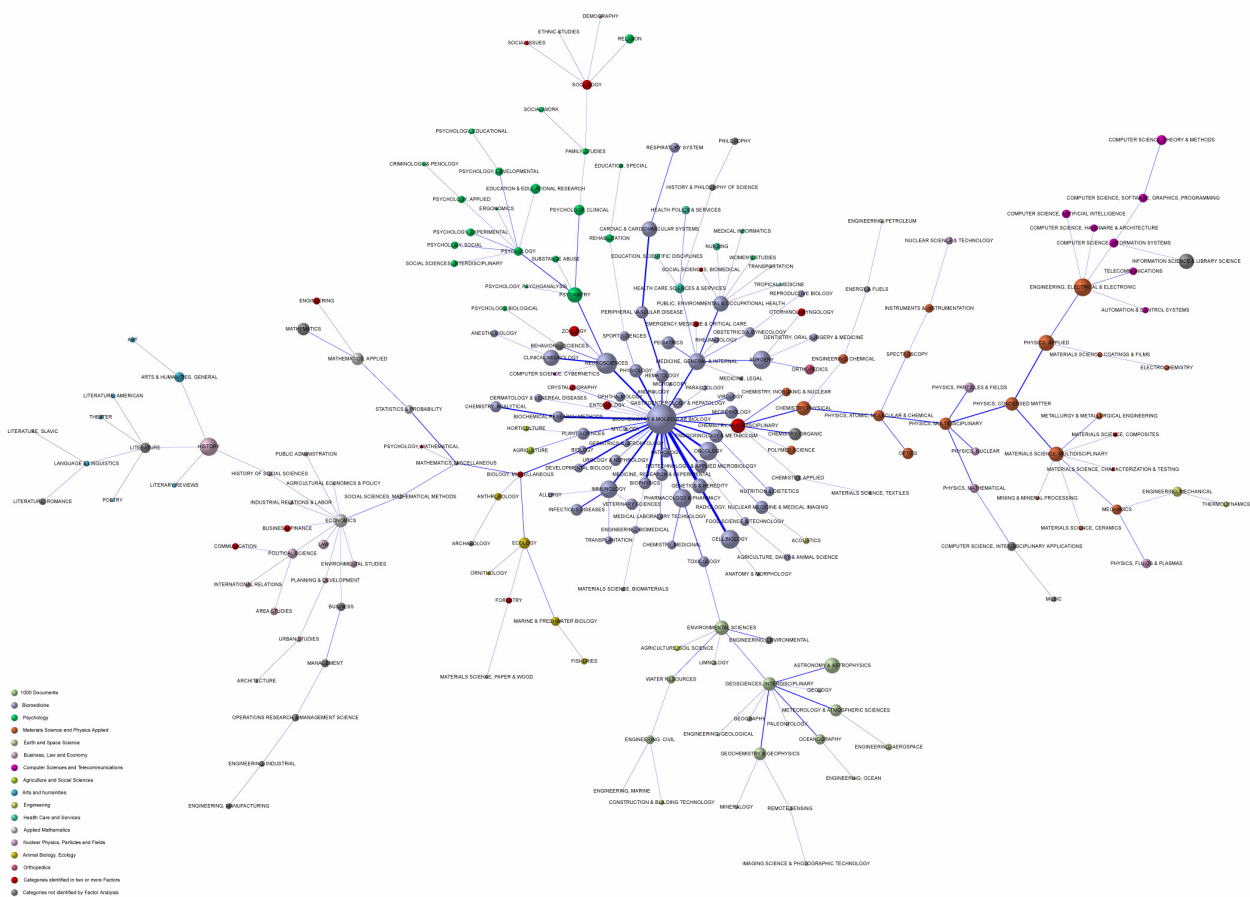 DEMOGRAPHY
ETHNIC STUDIES
RELIGION
SOCIAL ISSUES
SOCIOLOGY
SOCIAL WORK
PSYCHOLOGY, EDUCATIONAL
COMPUTER SCIENCE, THEORY & METHODS
PHILOSOPHY
RESPIRATORY SYSTEM
FAMILY STUDIES
CRIMINOLOGY & PENOLOGY
EDUCATION, SPECIAL
PSYCHOLOGY, DEVELOPMENTAL
EDUCATION & EDUCATIONAL RESEARCH
HISTORY & PHILOSOPHY OF SCIENCE
COMPUTER SCIENCE, SOFTWARE, GRAPHICS, PROGRAMMING
PSYCHOLOGY, APPLIED
ERGONOMICS
PSYCHOLOGY, CLINICAL
HEALTH POLICY & SERVICES
COMPUTER SCIENCE, ARTIFICIAL INTELLIGENCE
ENGINEERING, PETROLEUM
COMPUTER SCIENCE, HARDWARE & ARCHITECTURE
CARDIAC & CARDIOVASCULAR SYSTEMS
MEDICAL INFORMATICS
PSYCHOLOGY, EXPERIMENTAL
REHABILITATION
NUCLEAR SCIENCE & TECHNOLOGY
PSYCHOLOGY, SOCIAL
NURSING
COMPUTER SCIENCE, INFORMATION SYSTEMS
PSYCHOLOGY
EDUCATION, SCIENTIFIC DISCIPLINES
WOMEN'S STUDIES
SUBSTANCE ABUSE
INFORMATION SCIENCE & LIBRARY SCIENCE
SOCIAL SCIENCES, INTERDISCIPLINARY
SOCIAL SCIENCES, BIOMEDICAL
TRANSPORTATION
TELECOMMUNICATIONS
TROPICAL MEDICINE
PSYCHOLOGY, PSYCHOANALYSIS
HEALTH CARE SCIENCES & SERVICES
ENERGY & FUELS
ENGINEERING, ELECTRICAL & ELECTRONIC
PSYCHIATRY
REPRODUCTIVE BIOLOGY
ENGINEERING
PUBLIC, ENVIRONMENTAL & OCCUPATIONAL HEALTH
PSYCHOLOGY, BIOLOGICAL
PERIPHERAL VASCULAR DISEASE
INSTRUMENTS & INSTRUMENTATION
AUTOMATION & CONTROL SYSTEMS
OTORHINOLARYNGOLOGY
EMERGENCY MEDICINE & CRITICAL CARE
MATHEMATICS
ZOOLOGY
ANESTHESIOLOGY
OBSTETRICS & GYNECOLOGY
SPORT SCIENCES
DENTISTRY, ORAL SURGERY & MEDICINE
ART
RHEUMATOLOGY
PHYSICS, APPLIED
PEDIATRICS
BEHAVIORAL SCIENCES
MATHEMATICS, APPLIED
CLINICAL NEUROLOGY
SURGERY
ENGINEERING, CHEMICAL
SPECTROSCOPY
MATERIALS SCIENCE, COATINGS & FILMS
NEUROSCIENCES
MEDICINE, GENERAL & INTERNAL
ELECTROCHEMISTRY
PHYSIOLOGY
ORTHOPEDICS
COMPUTER SCIENCE, CYBERNETICS
HEMATOLOGY
ARTS & HUMANITIES, GENERAL
MEDICINE, LEGAL
MICROSCOPY
CRYSTALLOGRAPHY
PARASITOLOGY
PHYSICS, PARTICLES & FIELDS
ANDROLOGY
CHEMISTRY, INORGANIC & NUCLEAR
LITERATURE, AMERICAN
OPHTHALMOLOGY
VIROLOGY
DERMATOLOGY & VENEREAL DISEASES
GASTROENTEROLOGY & HEPATOLOGY
PHYSICS, CONDENSED MATTER
ENTOMOLOGY
CHEMISTRY, ANALYTICAL
CHEMISTRY, PHYSICAL
STATISTICS & PROBABILITY
MICROBIOLOGY
THEATER
BIOCHEMICAL RESEARCH METHODS
BIOCHEMISTRY & MOLECULAR BIOLOGY
PHYSICS, ATOMIC, MOLECULAR & CHEMICAL
METALLURGY & METALLURGICAL ENGINEERING
PHYSICS, MULTIDISCIPLINARY
CHEMISTRY, MULTIDISCIPLINARY
MYCOLOGY
LITERATURE, SLAVIC
HORTICULTURE
PLANT SCIENCES
CHEMISTRY, ORGANIC
MATERIALS SCIENCE, COMPOSITES
ENDOCRINOLOGY & METABOLISM
GERIATRICS & GERONTOLOGY
LITERATURE
HISTORY
PSYCHOLOGY, MATHEMATICAL
AGRICULTURE
BIOLOGY
PATHOLOGY
ONCOLOGY
POLYMER SCIENCE
OPTICS
PHYSICS, NUCLEAR
MATERIALS SCIENCE, MULTIDISCIPLINARY
PUBLIC ADMINISTRATION
UROLOGY & NEPHROLOGY
LANGUAGE & LINGUISTICS
MATHEMATICS, MISCELLANEOUS
BIOTECHNOLOGY & APPLIED MICROBIOLOGY
DEVELOPMENTAL BIOLOGY
MATERIALS SCIENCE, CHARACTERIZATION & TESTING
HISTORY OF SOCIAL SCIENCES
BIOLOGY, MISCELLANEOUS
MEDICINE, RESEARCH & EXPERIMENTAL
CHEMISTRY, APPLIED
BIOPHYSICS
AGRICULTURAL ECONOMICS & POLICY
LITERARY REVIEWS
GENETICS & HEREDITY
PHYSICS, MATHEMATICAL
IMMUNOLOGY
NUTRITION & DIETETICS
MATERIALS SCIENCE, TEXTILES
ENGINEERING, MECHANICAL
ALLERGY
ANTHROPOLOGY
SOCIAL SCIENCES, MATHEMATICAL METHODS
PHARMACOLOGY & PHARMACY
MINING & MINERAL PROCESSING
POETRY
LITERATURE, ROMANCE
INDUSTRIAL RELATIONS & LABOR
VETERINARY SCIENCES
RADIOLOGY, NUCLEAR MEDICINE & MEDICAL IMAGING
THERMODYNAMICS
INFECTIOUS DISEASES
MECHANICS
MEDICAL LABORATORY TECHNOLOGY
ECONOMICS
FOOD SCIENCE & TECHNOLOGY
BUSINESS, FINANCE
ENGINEERING, BIOMEDICAL
MATERIALS SCIENCE, CERAMICS
TRANSPLANTATION
CELL BIOLOGY
ACOUSTICS
ARCHAEOLOGY
ECOLOGY
LAW
CHEMISTRY, MEDICINAL
COMMUNICATION
COMPUTER SCIENCE, INTERDISCIPLINARY APPLICATIONS
POLITICAL SCIENCE
AGRICULTURE, DAIRY & ANIMAL SCIENCE
TOXICOLOGY
PHYSICS, FLUIDS & PLASMAS
ENVIRONMENTAL STUDIES
ORNITHOLOGY
ANATOMY & MORPHOLOGY
PLANNING & DEVELOPMENT
INTERNATIONAL RELATIONS
MATERIALS SCIENCE, BIOMATERIALS
MUSIC
FORESTRY
BUSINESS
AREA STUDIES
MARINE & FRESHWATER BIOLOGY
ENVIRONMENTAL SCIENCES
URBAN STUDIES
ENGINEERING, ENVIRONMENTAL
AGRICULTURE, SOIL SCIENCE
FISHERIES
MANAGEMENT
LIMNOLOGY
ASTRONOMY & ASTROPHYSICS
MATERIALS SCIENCE, PAPER & WOOD
WATER RESOURCES
ARCHITECTURE
GEOSCIENCES, INTERDISCIPLINARY
GEOLOGY
1000 Documents
Biomedicine
METEOROLOGY & ATMOSPHERIC SCIENCES
OPERATIONS RESEARCH & MANAGEMENT SCIENCE
Psychology
GEOGRAPHY
PALEONTOLOGY
Materials Science and Physics Applied
ENGINEERING, GEOLOGICAL
ENGINEERING, CIVIL
OCEANOGRAPHY
Earth and Space Science
ENGINEERING, AEROSPACE
GEOCHEMISTRY & GEOPHYSICS
Business, Law and Economy
ENGINEERING, INDUSTRIAL
Computer Sciences and Telecommunications
ENGINEERING, OCEAN
Agriculture and Social Sciences
ENGINEERING, MARINE
Arts and humanities
CONSTRUCTION & BUILDING TECHNOLOGY
Engineering
ENGINEERING, MANUFACTURING
MINERALOGY
REMOTE SENSING
Health Care and Services
Applied Mathematics
Nuclear Physics, Particles and Fields
Animal Biology, Ecology
IMAGING SCIENCE & PHOTOGRAPHIC TECHNOLOGY
Orthopedics
Categories identified in two or more Factors
Categories not identified by Factor Analysis